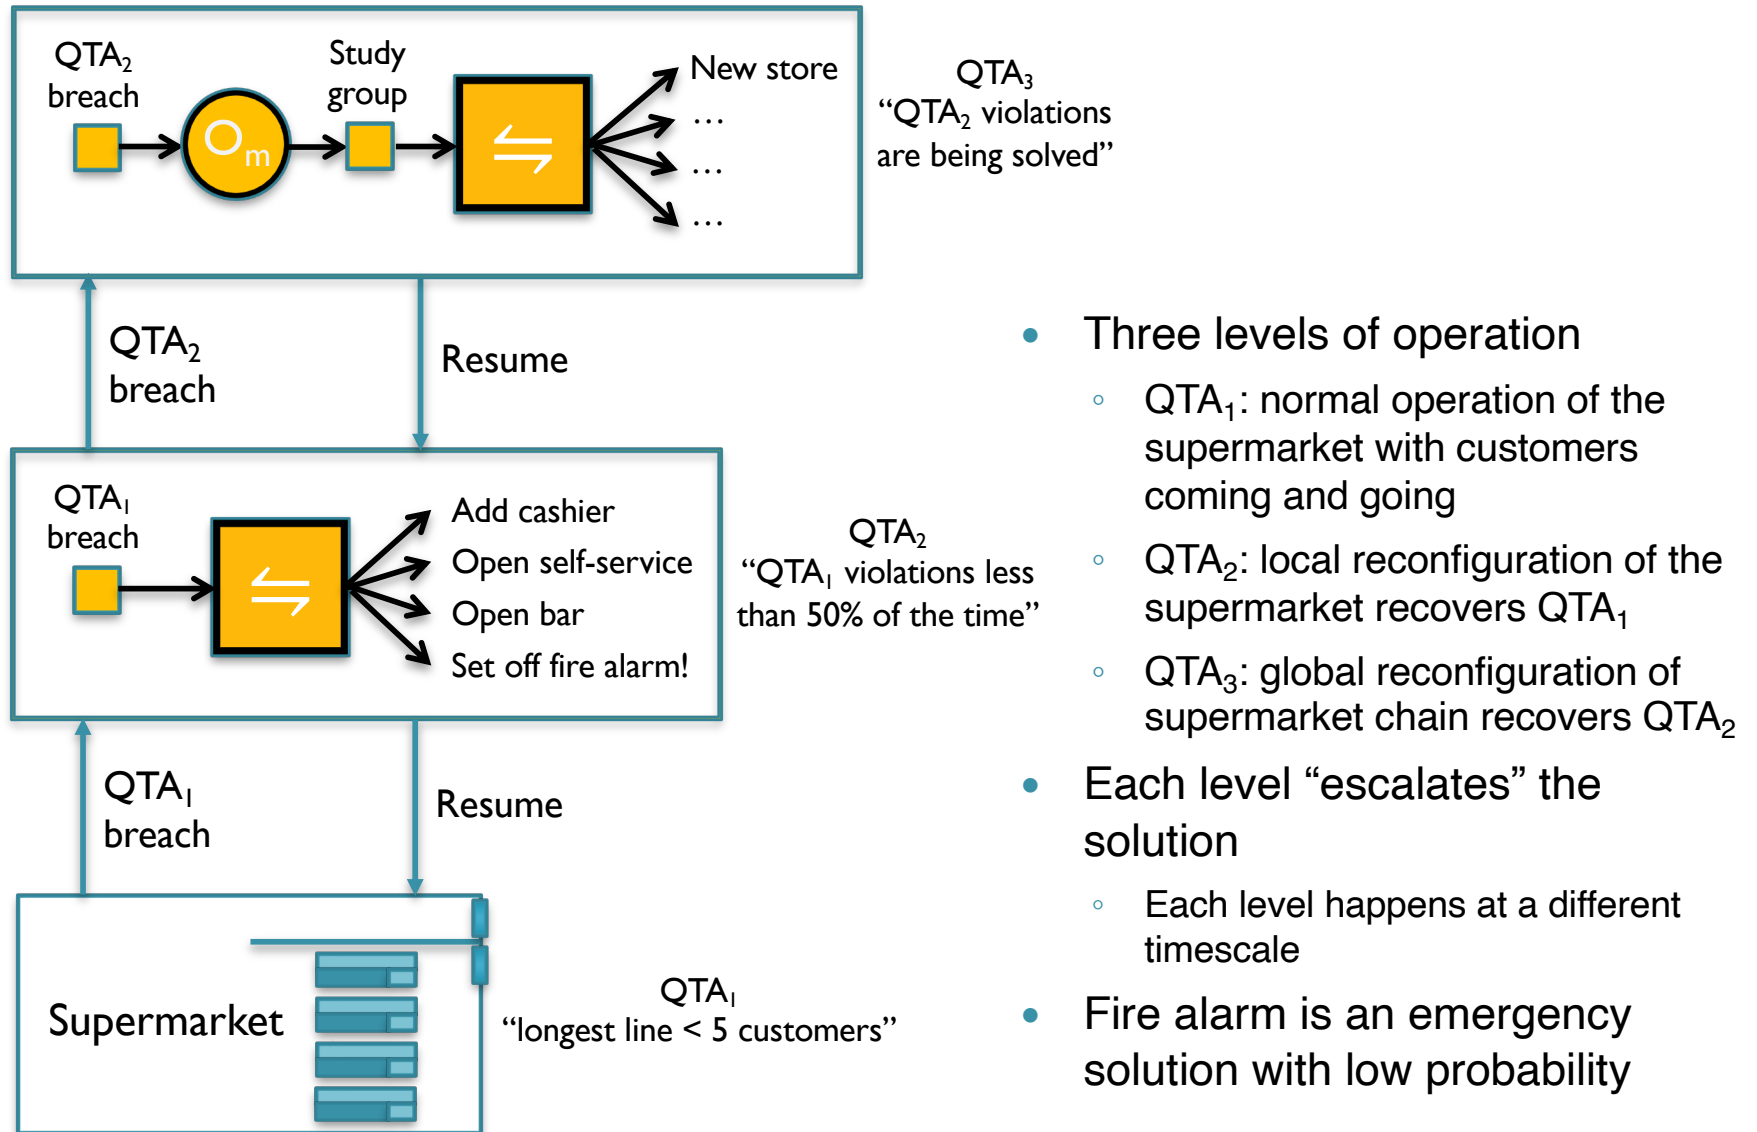 QTA₂
breach
Study
group
Oₘ
⇋
New store
…
…
…
QTA₃
“QTA₂ violations
are being solved”
QTA₂
breach
Resume
QTA₁
breach
⇋
Add cashier
Open self-service
Open bar
Set off fire alarm!
QTA₂
“QTA₁ violations less
than 50% of the time”
QTA₁
breach
Resume
Supermarket
QTA₁
“longest line < 5 customers”
• Three levels of operation
◦ QTA₁: normal operation of the
supermarket with customers
coming and going
◦ QTA₂: local reconfiguration of the
supermarket recovers QTA₁
◦ QTA₃: global reconfiguration of
supermarket chain recovers QTA₂
• Each level “escalates” the
solution
◦ Each level happens at a different
timescale
• Fire alarm is an emergency
solution with low probability